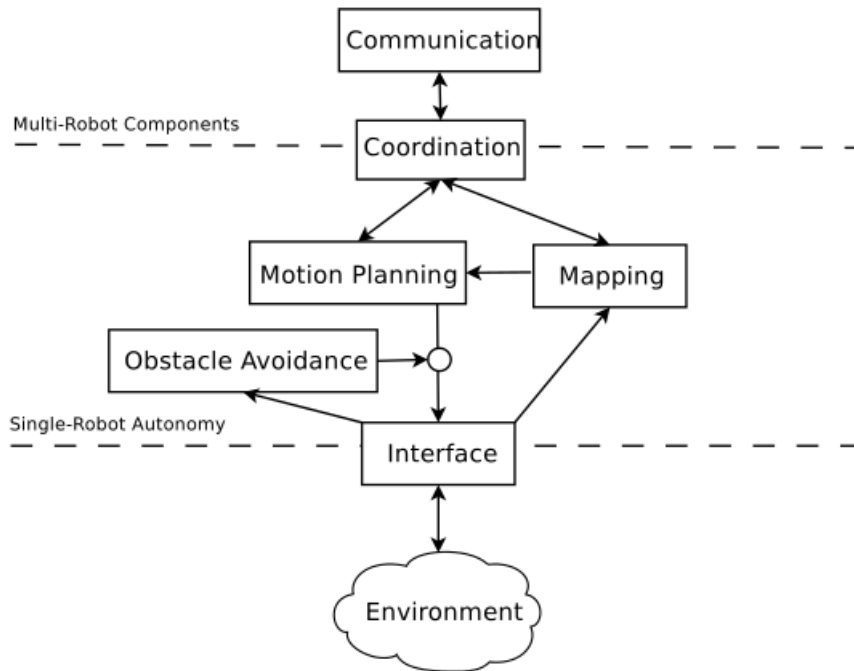 Communication
Multi-Robot Components
Coordination
Motion Planning
Mapping
Obstacle Avoidance
Single-Robot Autonomy
Interface
Environment